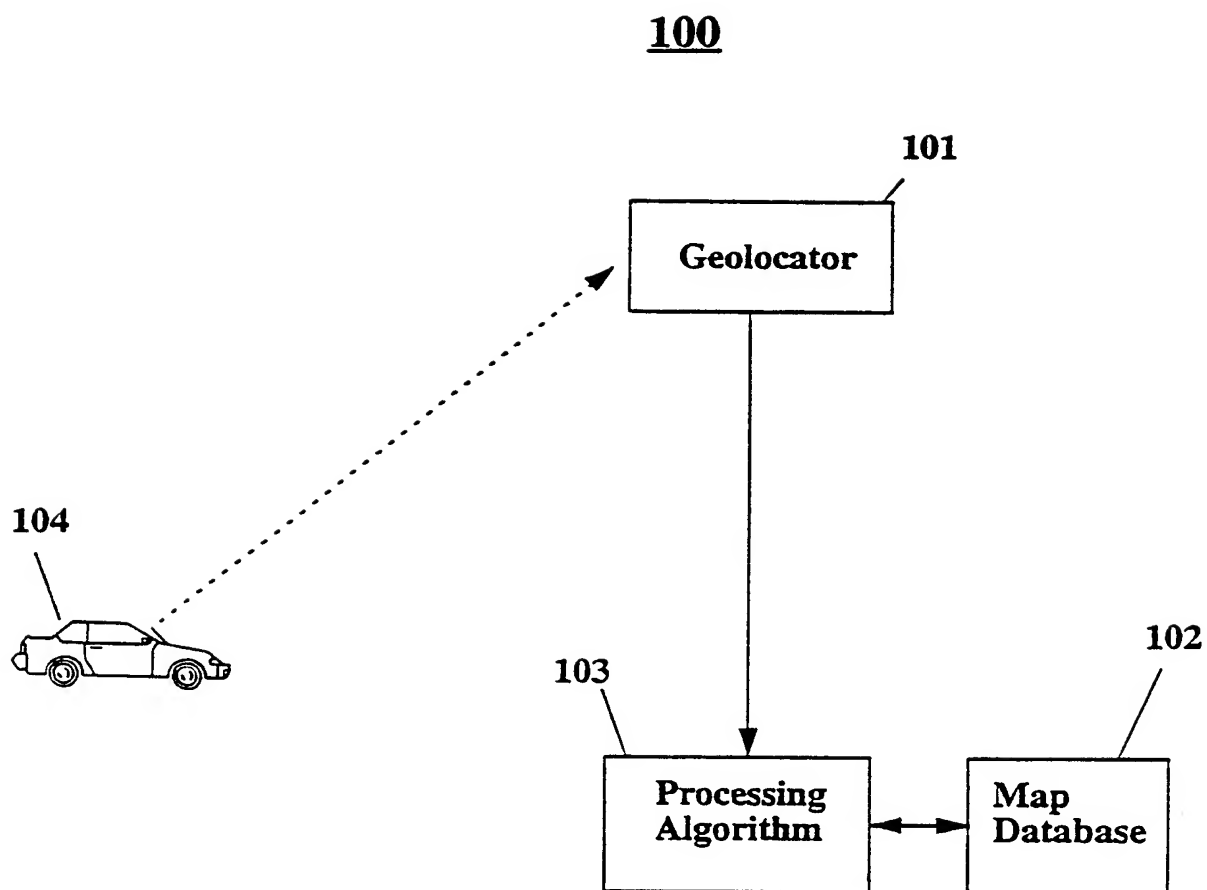 100
101
Geolocator
104
103
102
Processing
Algorithm
Map
Database